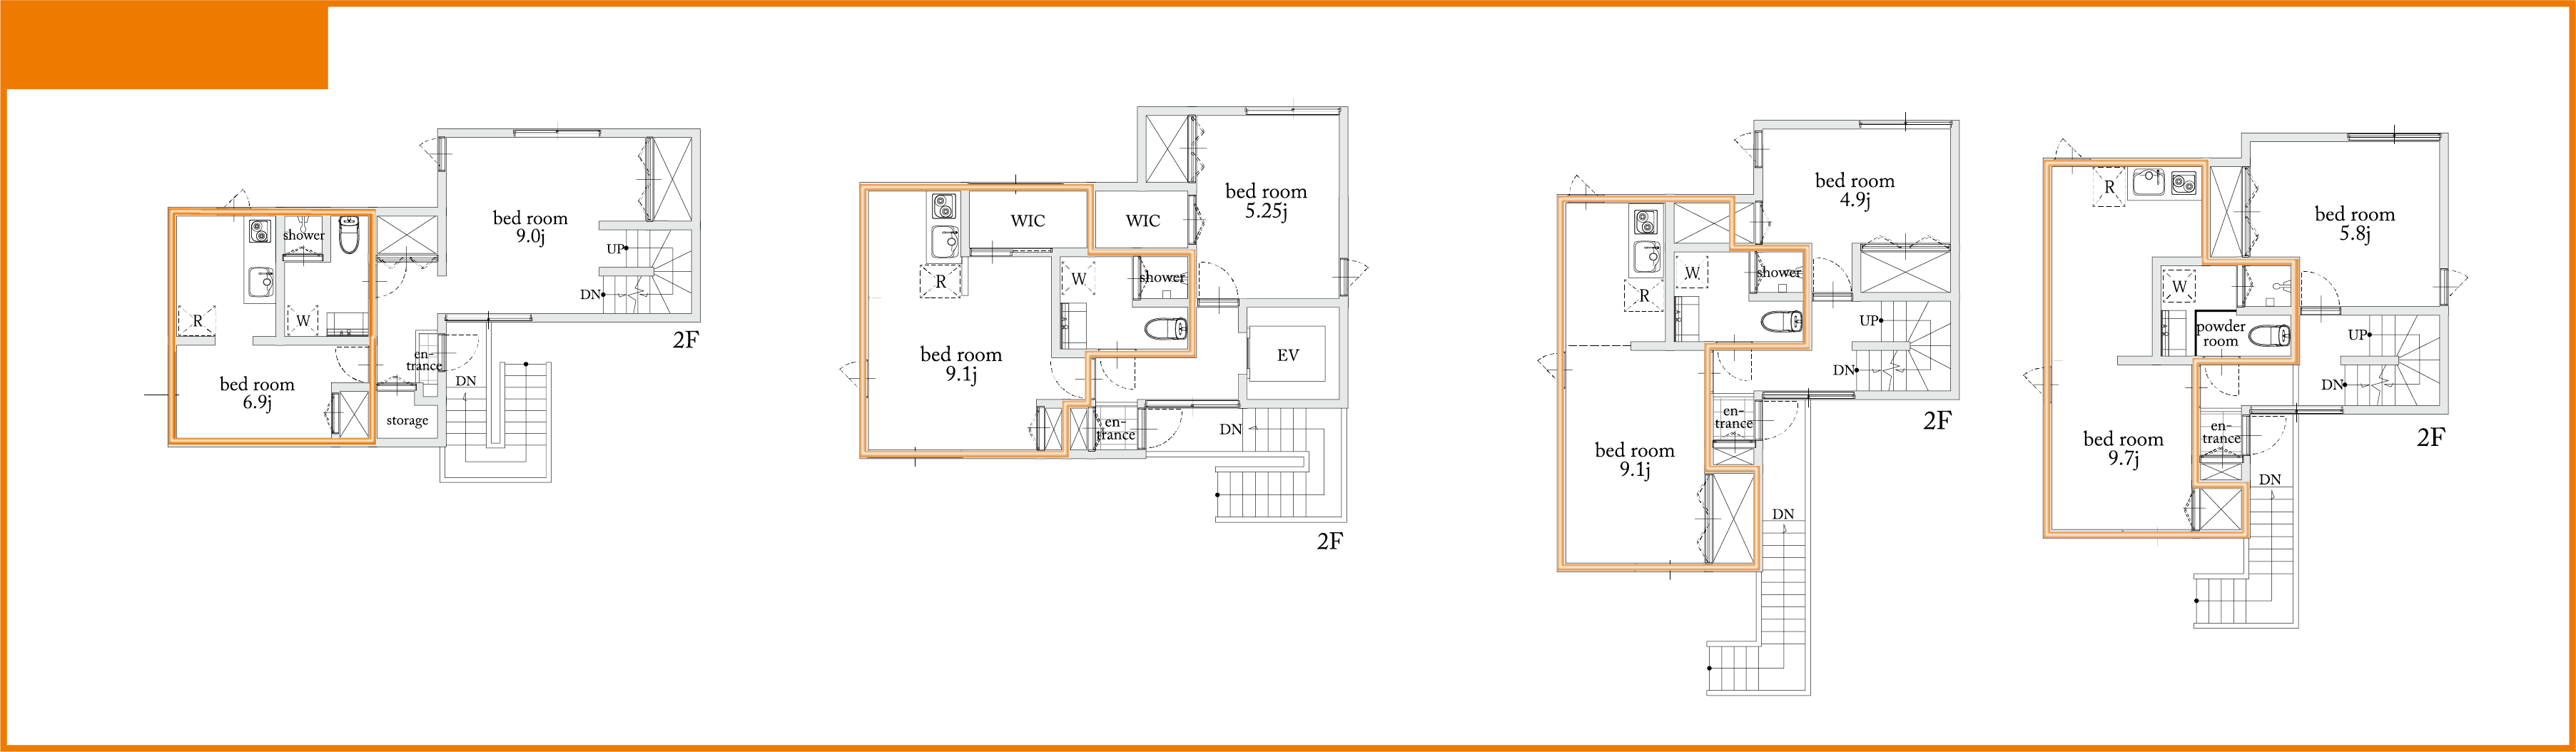 bed room
9.0j
shower
UP
DN
R
W
2F
en-
trance
bed room
6.9j
DN
storage
bed room
5.25j
WIC
WIC
R
W
shower
bed room
9.1j
EV
en-
trance
DN
2F
bed room
4.9j
W
shower
R
UP
DN
en-
trance
2F
bed room
9.1j
DN
R
bed room
5.8j
W
powder
room
UP
DN
bed room
9.7j
en-
trance
2F
DN